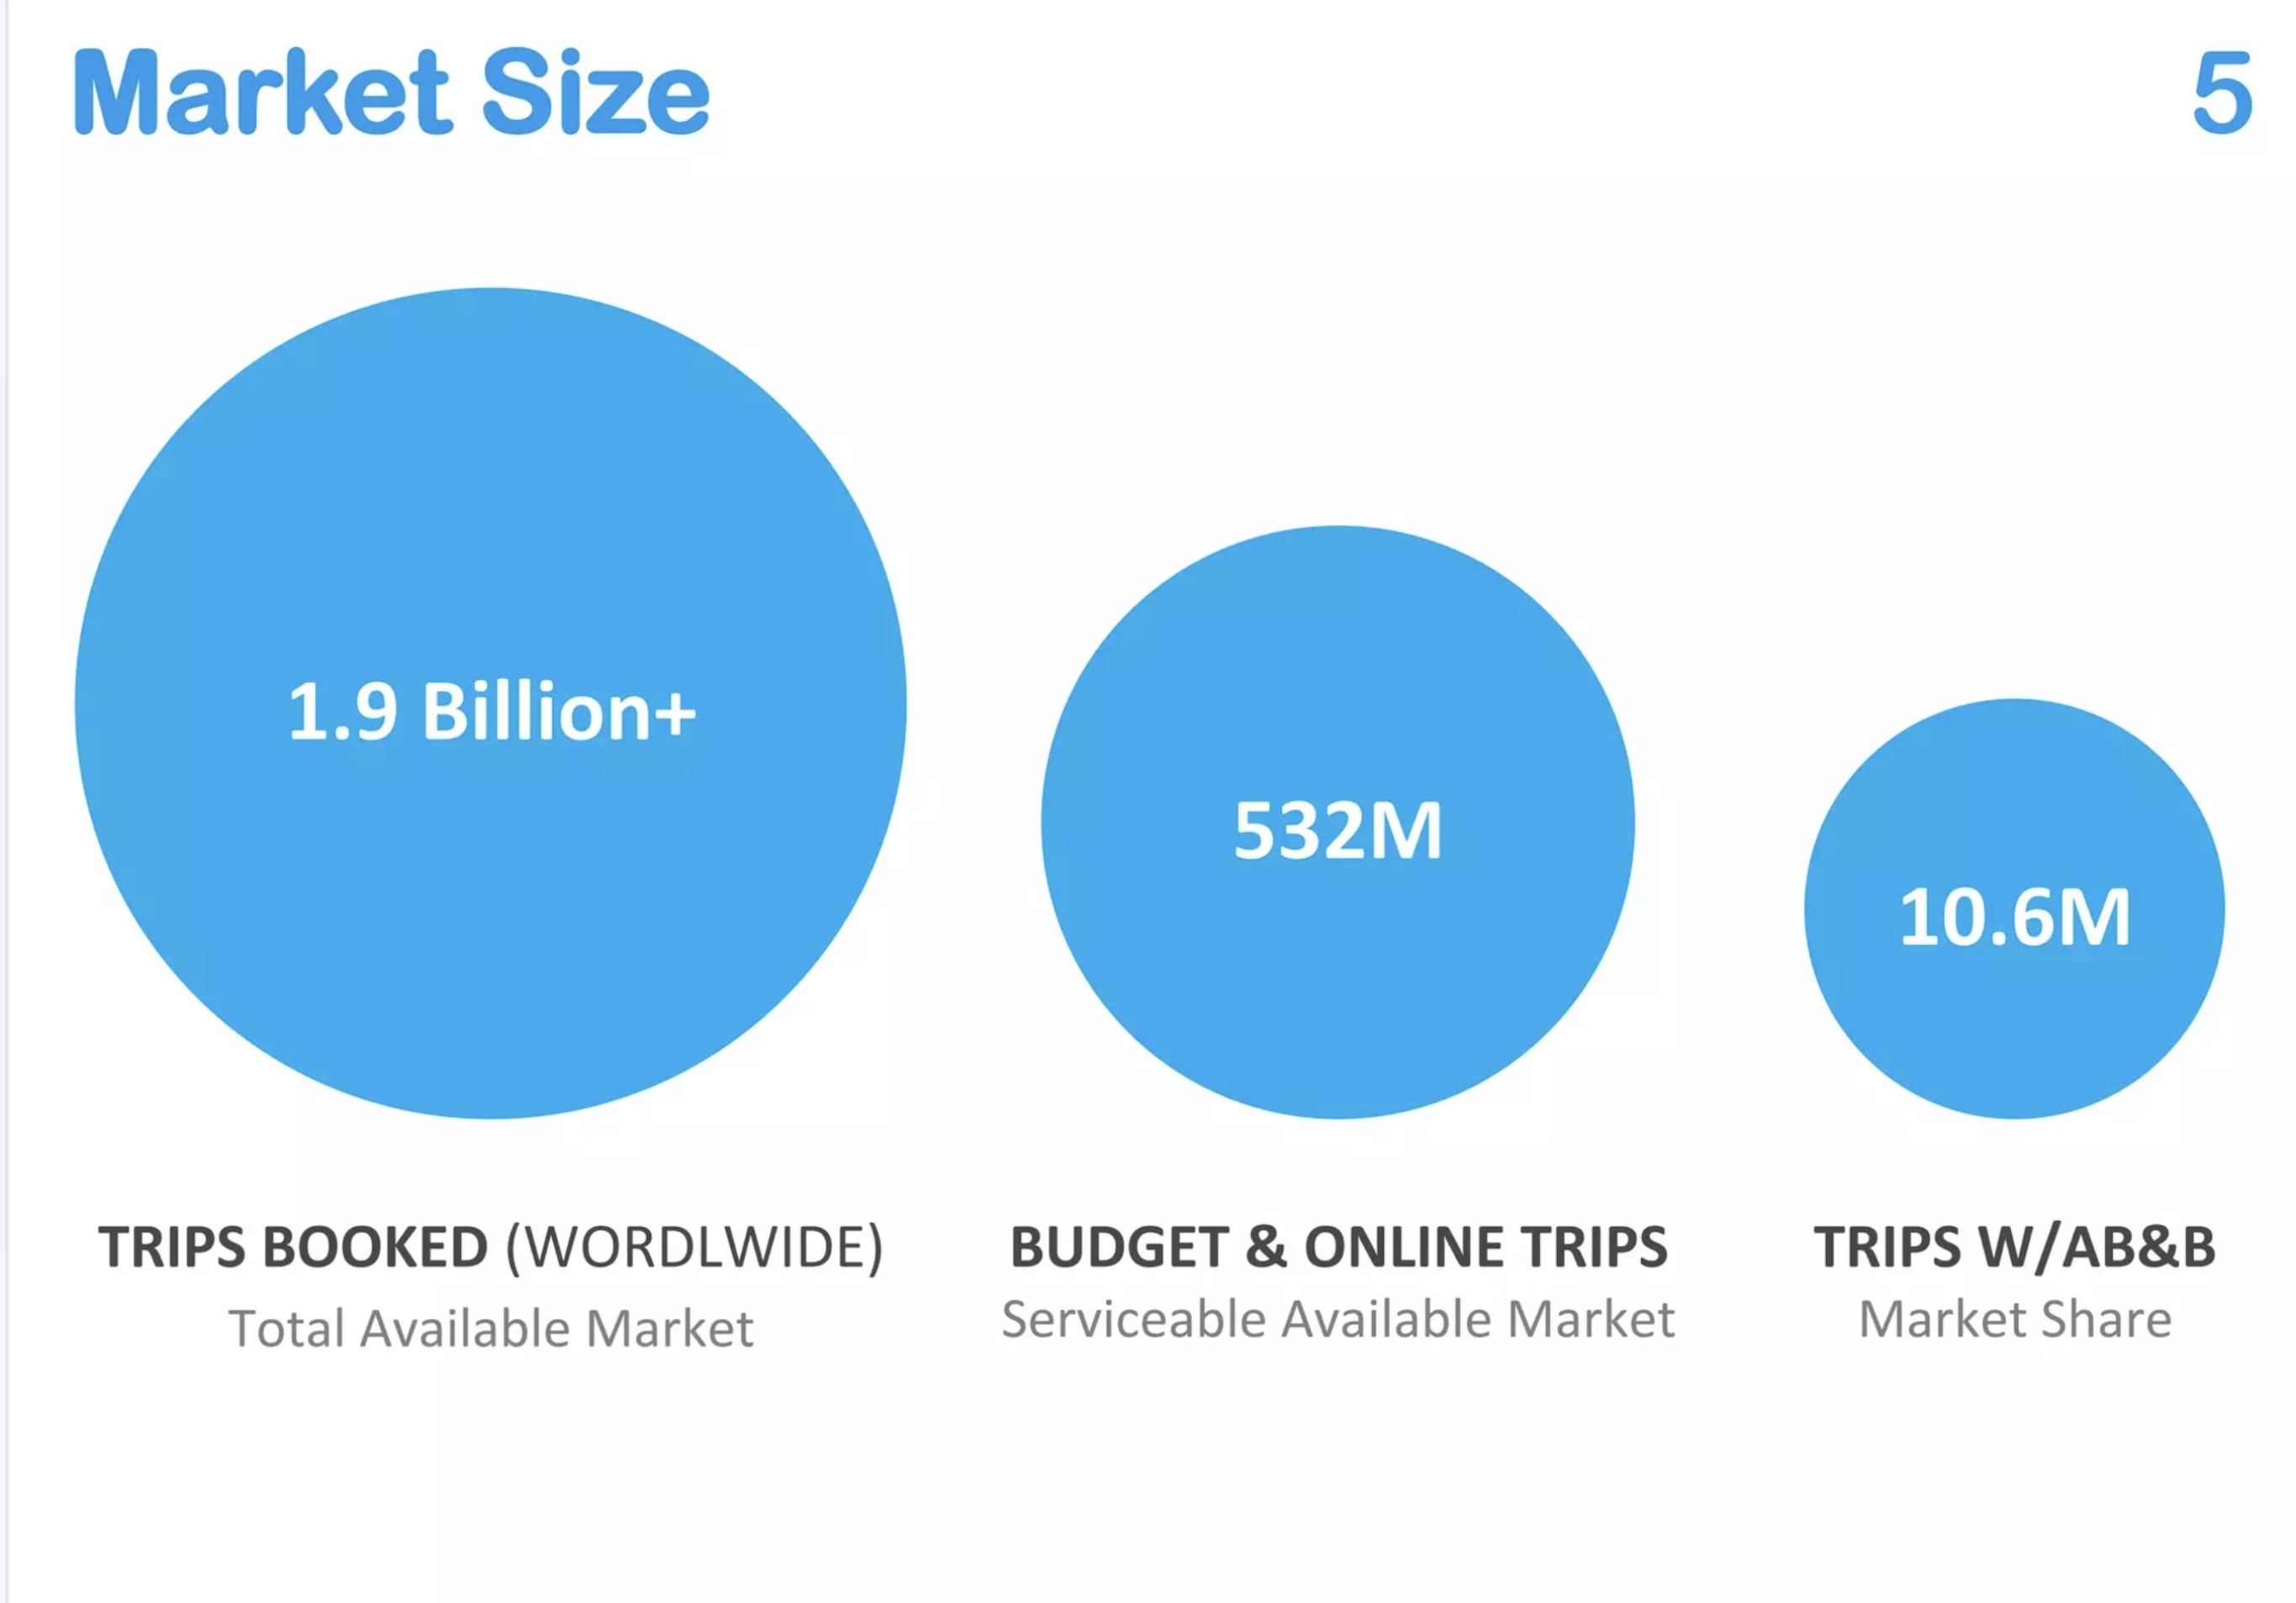 Market Size
5
1.9 Billion+
532M
10.6M
TRIPS BOOKED (WORDLWIDE)
Total Available Market
BUDGET & ONLINE TRIPS
Serviceable Available Market
TRIPS W/AB&B
Market Share